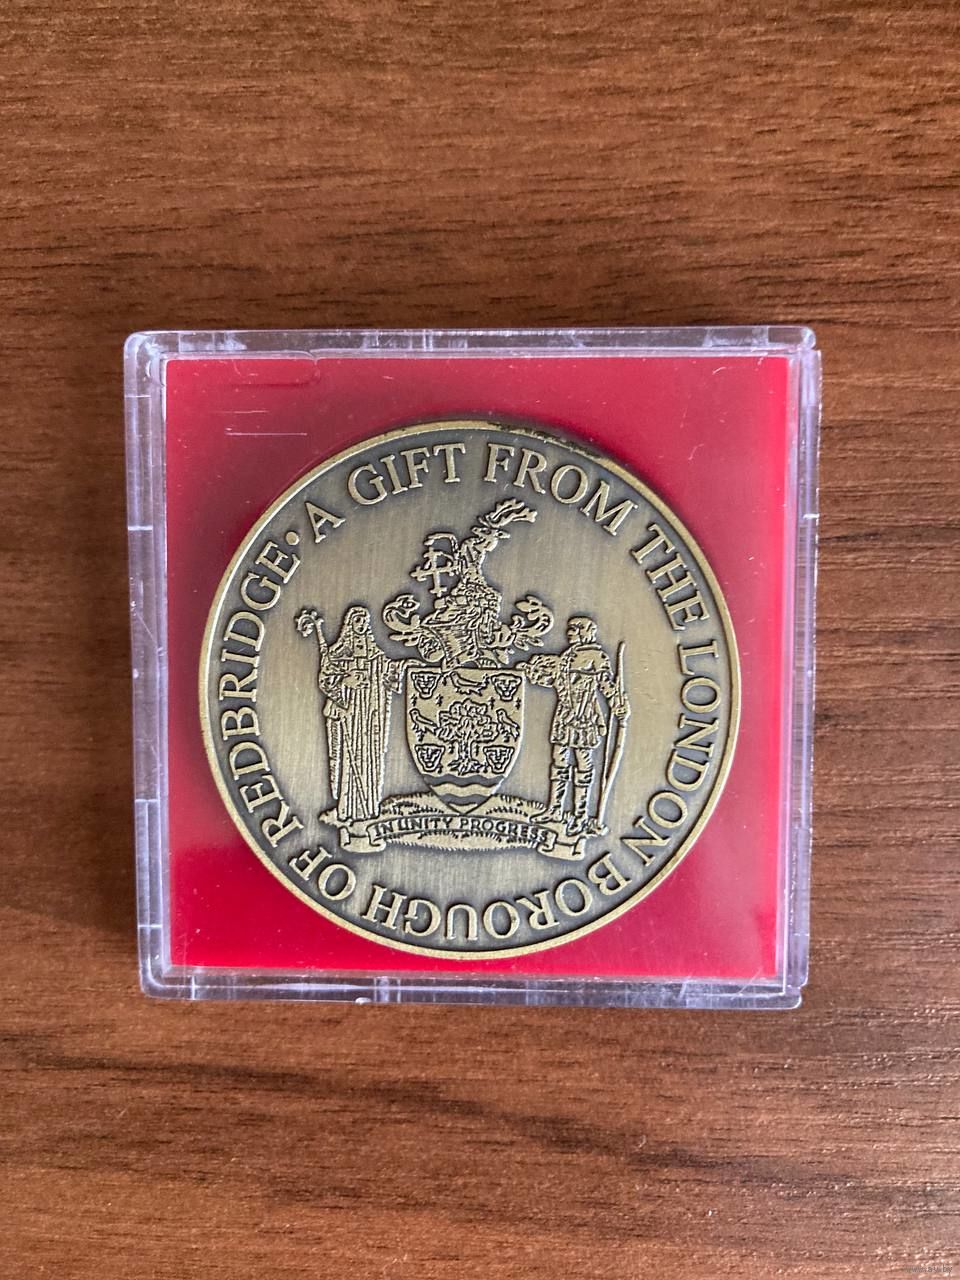 A GIFT FROM THE LONDON BOROUGH OF REDBRIDGE •
IN UNITY PROGRESS